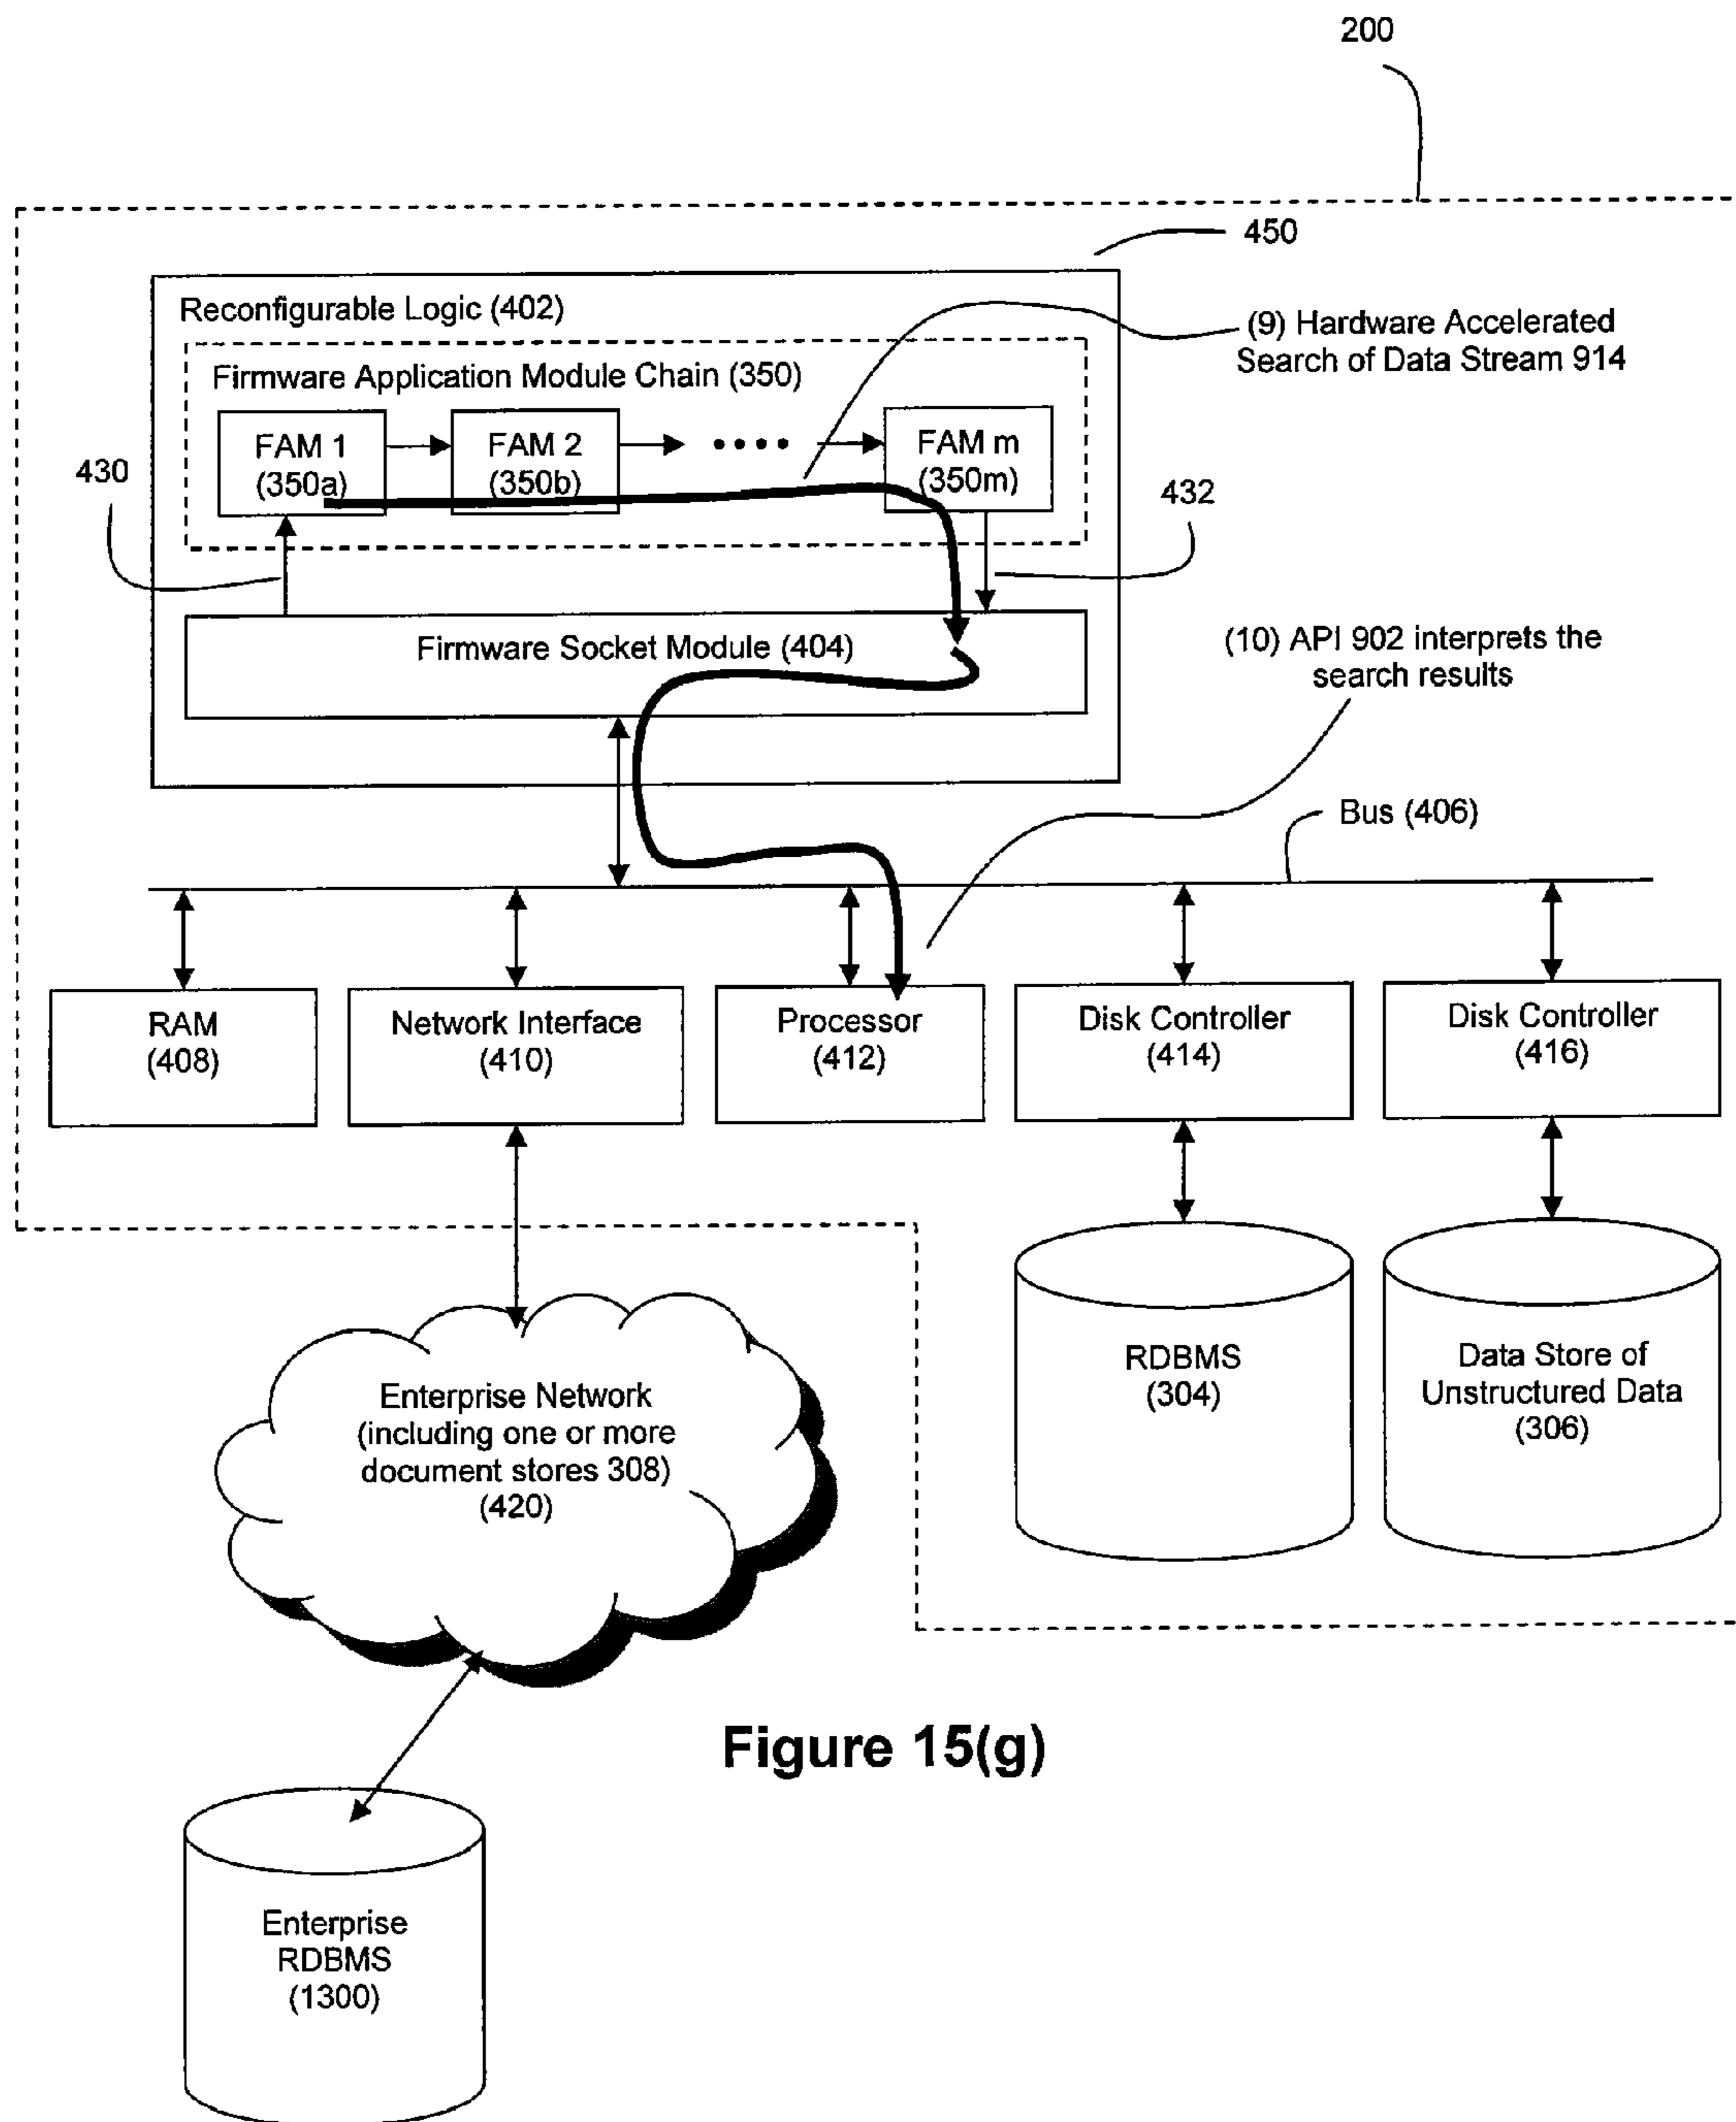 200
450
Reconfigurable Logic (402)
(9) Hardware Accelerated
Search of Data Stream 914
Firmware Application Module Chain (350)
FAM 1
(350a)
FAM 2
(350b)
FAM m
(350m)
430
432
Firmware Socket Module (404)
(10) API 902 interprets the
search results
Bus (406)
RAM
(408)
Network Interface
(410)
Processor
(412)
Disk Controller
(414)
Disk Controller
(416)
Enterprise Network
(including one or more
document stores 308)
(420)
RDBMS
(304)
Data Store of
Unstructured Data
(306)
Figure 15(g)
Enterprise
RDBMS
(1300)